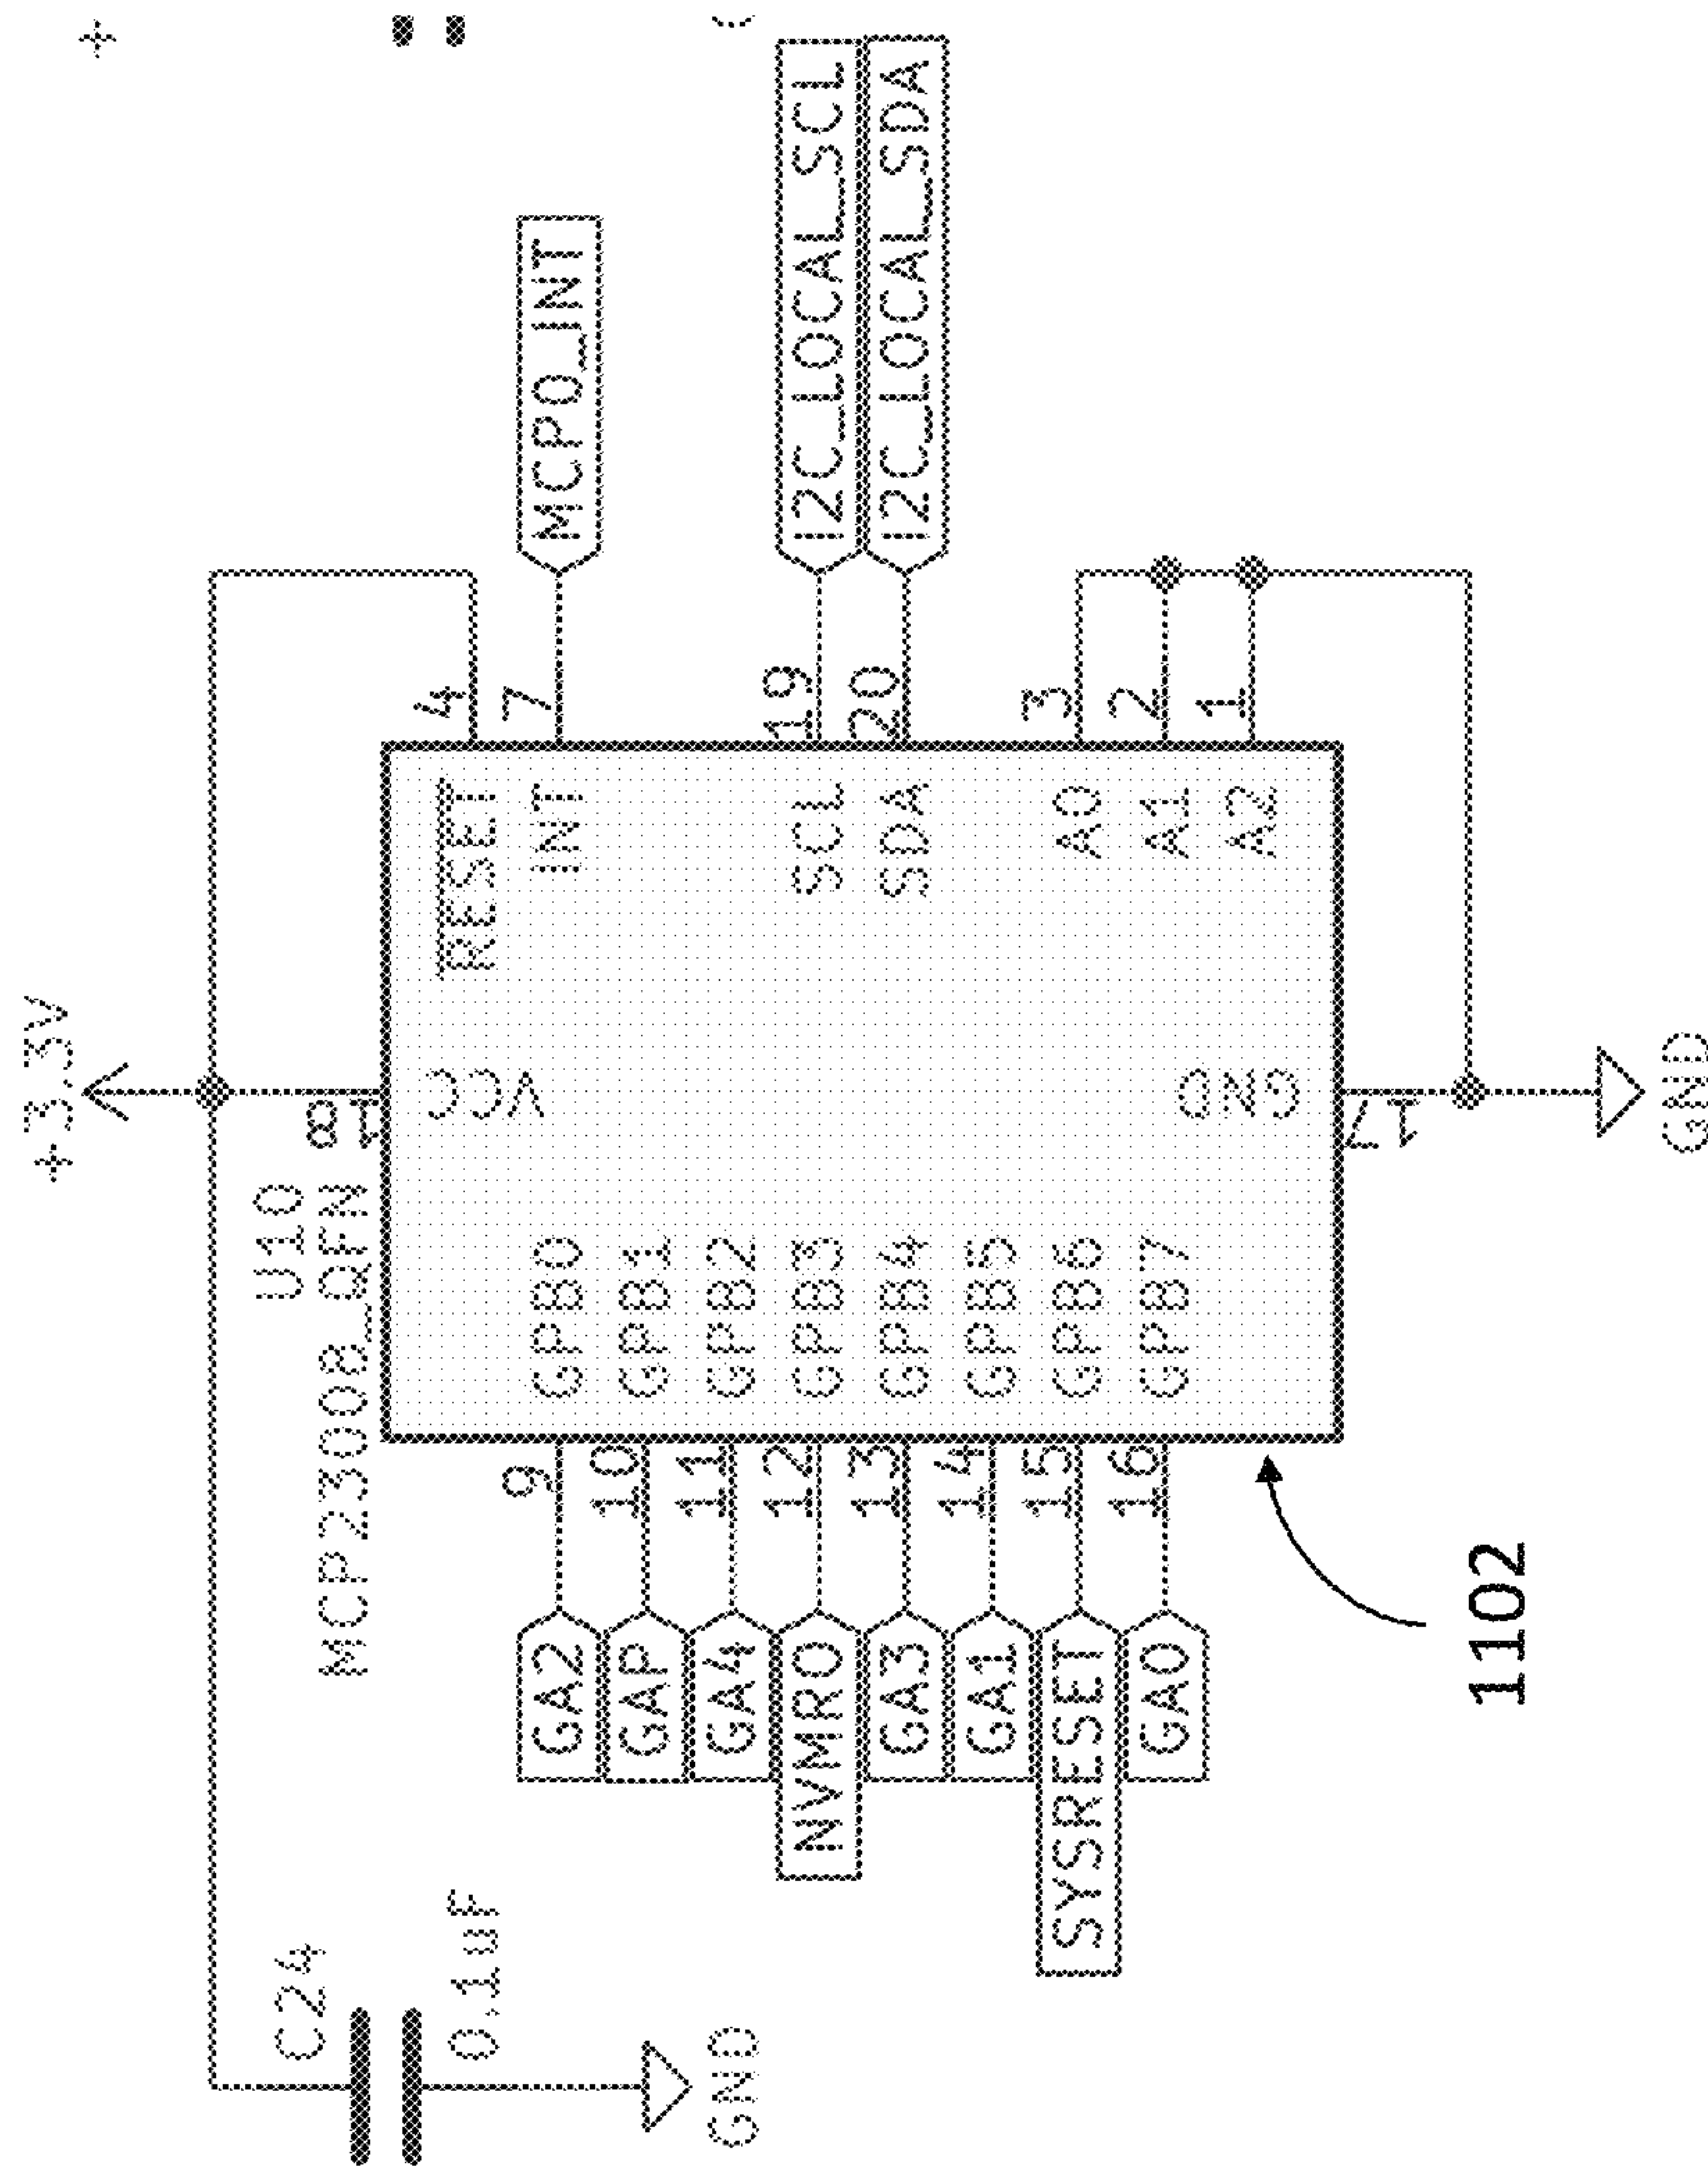 +3.3V
C24
U10
MCP23008_QFN
18
VCC
0.1uF
RESET 4
GA2 9 GPB0 INT 7 MCP0_INT
GAP 10 GPB1
GND
GA4 11 GPB2
NVMRO 12 GPB3 SCL 19 I2C_LOCAL_SCL
GA3 13 GPB4 SDA 20 I2C_LOCAL_SDA
GA1 14 GPB5
SYSRESET 15 GPB6 A0 3
GA0 16 GPB7 A1 2
A2 1
GND
17
1102
GND